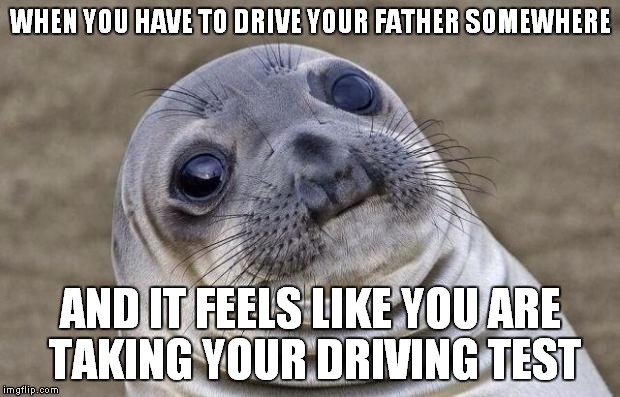 WHEN YOU HAVE TO DRIVE YOUR FATHER SOMEWHERE
AND IT FEELS LIKE YOU ARE
TAKING YOUR DRIVING TEST
imgflip.com